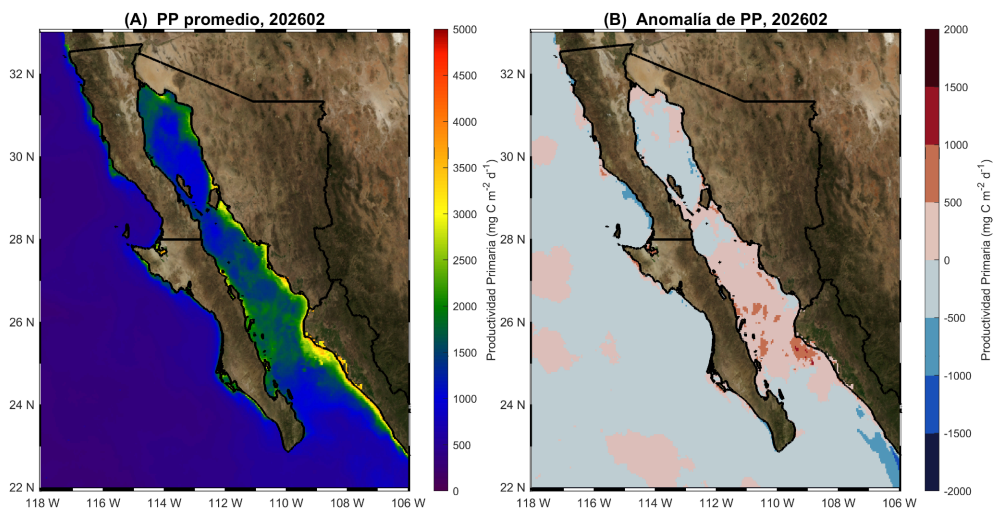 (A) PP promedio, 202602
32 N
30 N
28 N
26 N
24 N
22 N
118 W
116 W
114 W
112 W
110 W
108 W
106 W
5000
4500
4000
3500
3000
2500
2000
1500
1000
500
0
Productividad Primaria (mg C m⁻² d⁻¹)
(B) Anomalía de PP, 202602
32 N
30 N
28 N
26 N
24 N
22 N
118 W
116 W
114 W
112 W
110 W
108 W
106 W
2000
1500
1000
500
0
-500
-1000
-1500
-2000
Productividad Primaria (mg C m⁻² d⁻¹)